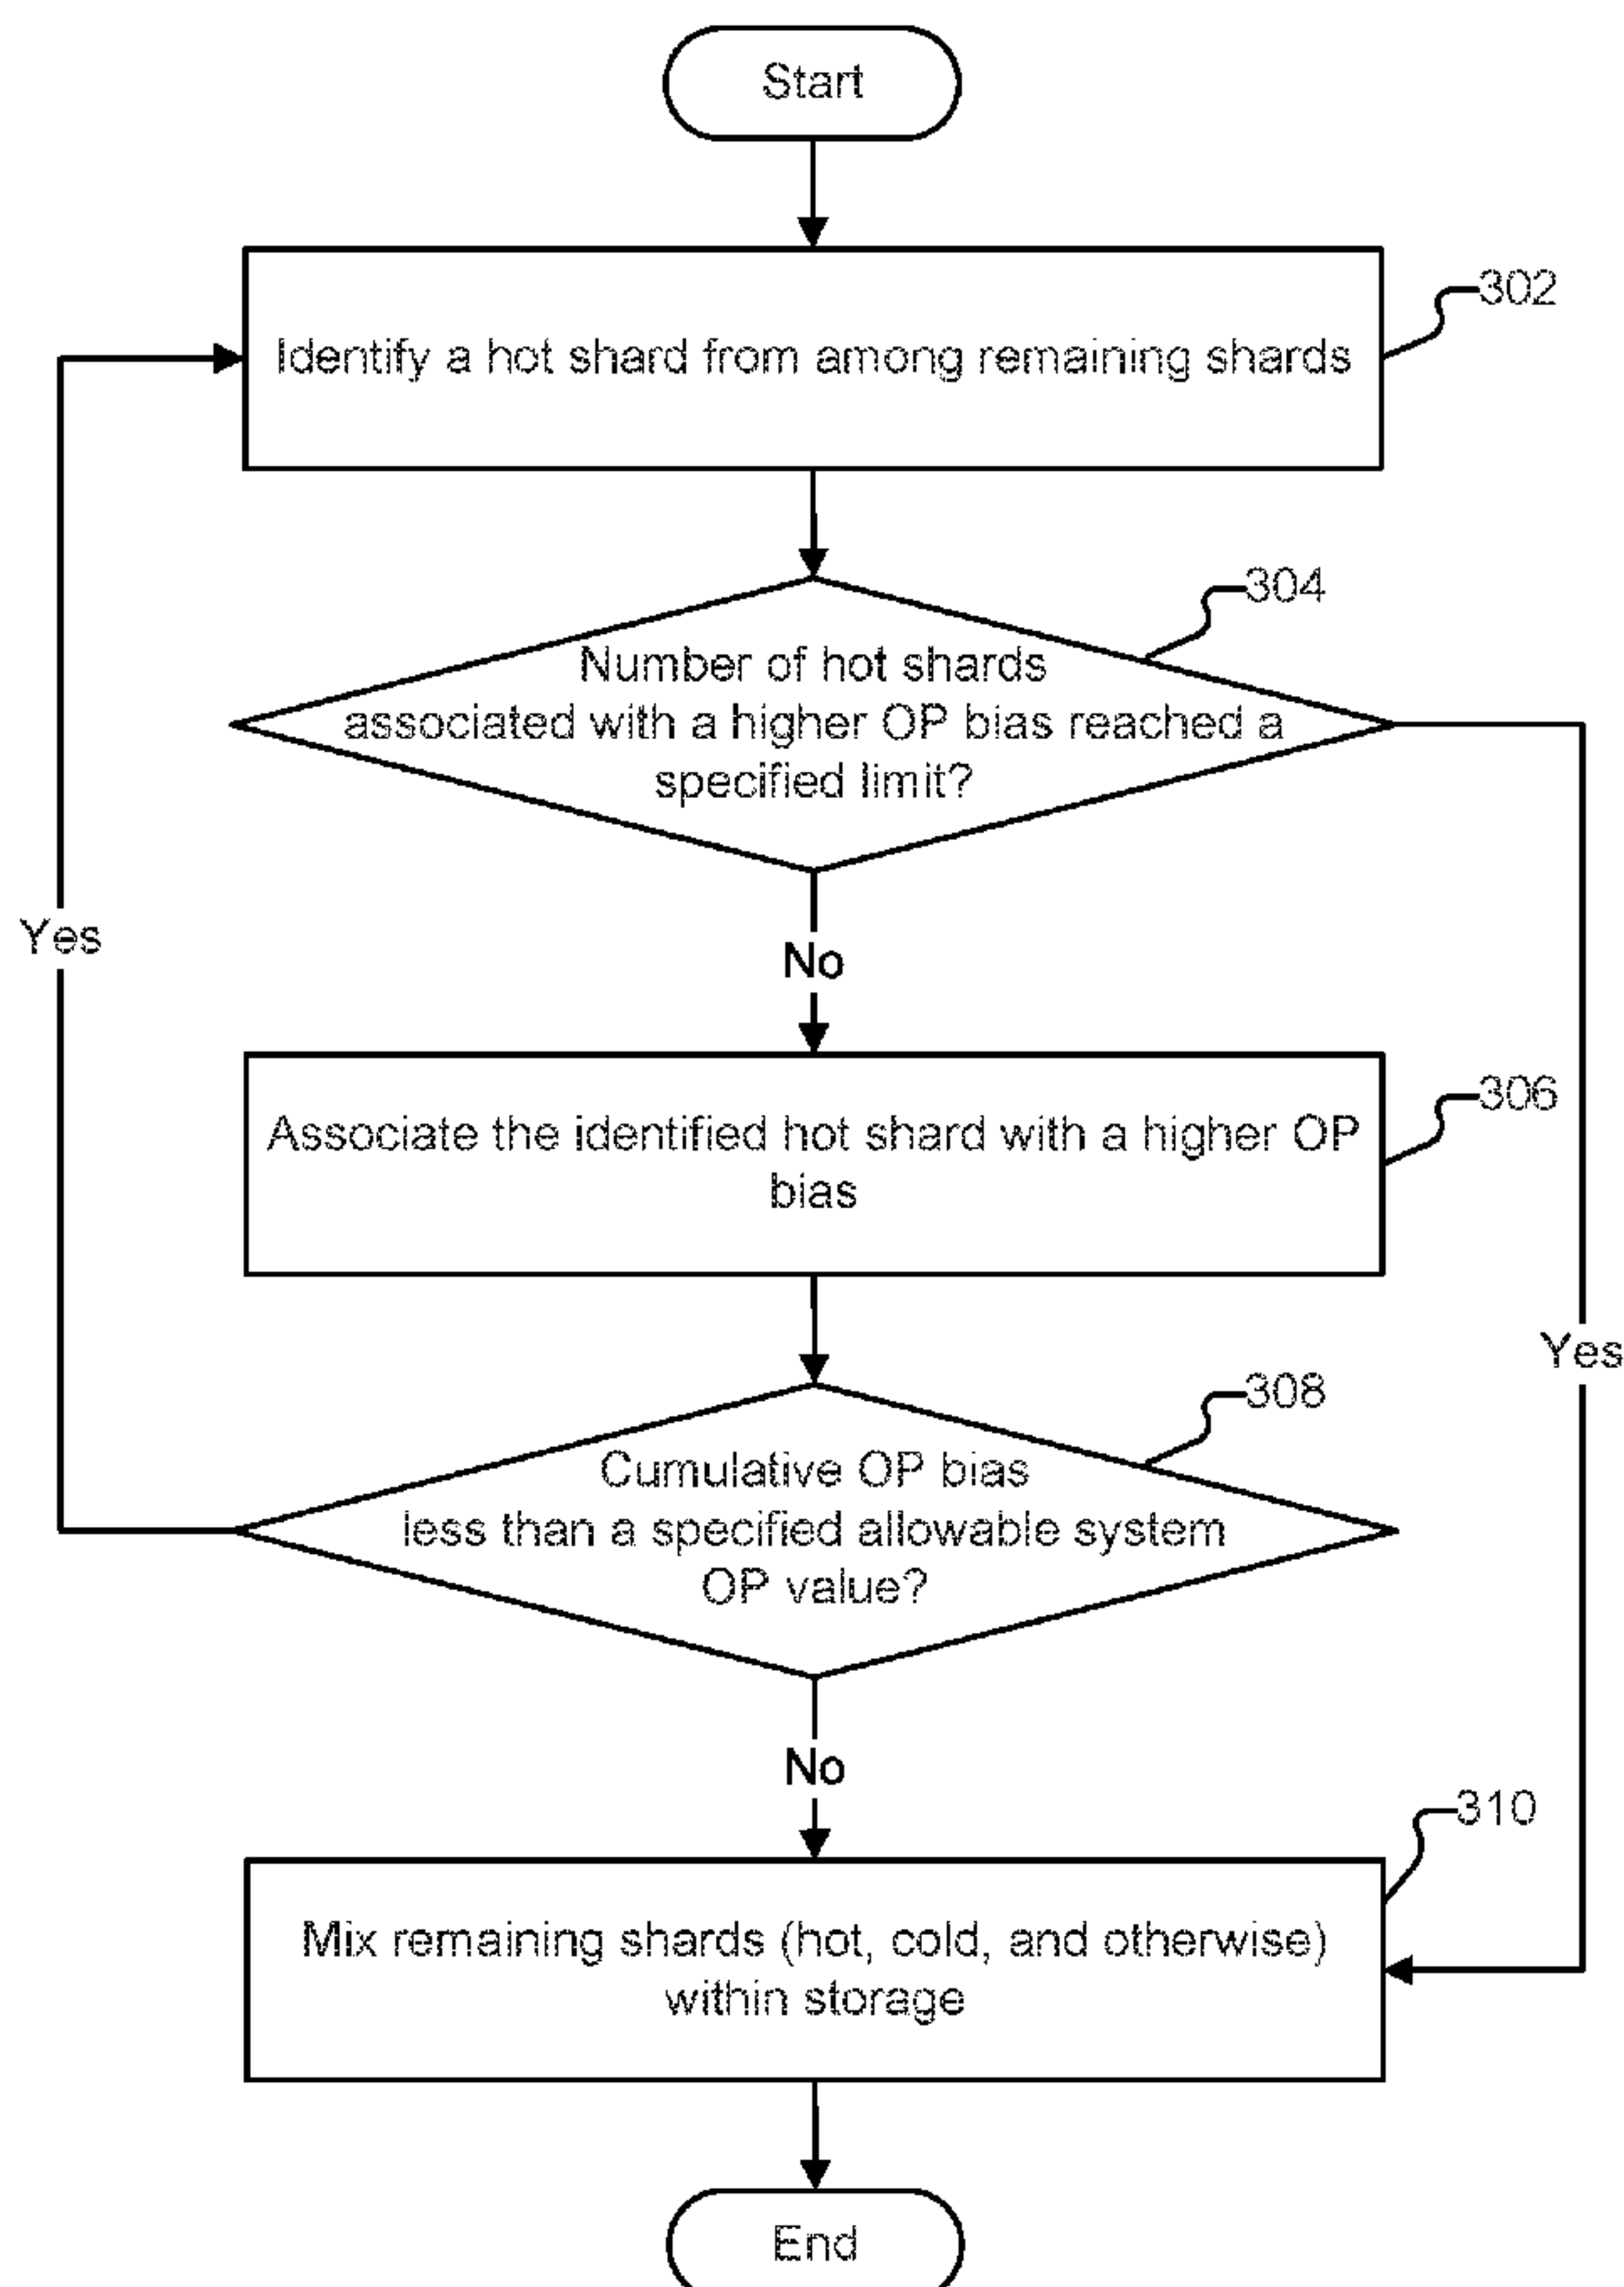 Start
302
Identify a hot shard from among remaining shards
304
Number of hot shards
associated with a higher OP bias reached a
specified limit?
Yes
No
306
Associate the identified hot shard with a higher OP
bias
Yes
308
Cumulative OP bias
less than a specified allowable system
OP value?
No
310
Mix remaining shards (hot, cold, and otherwise)
within storage
End